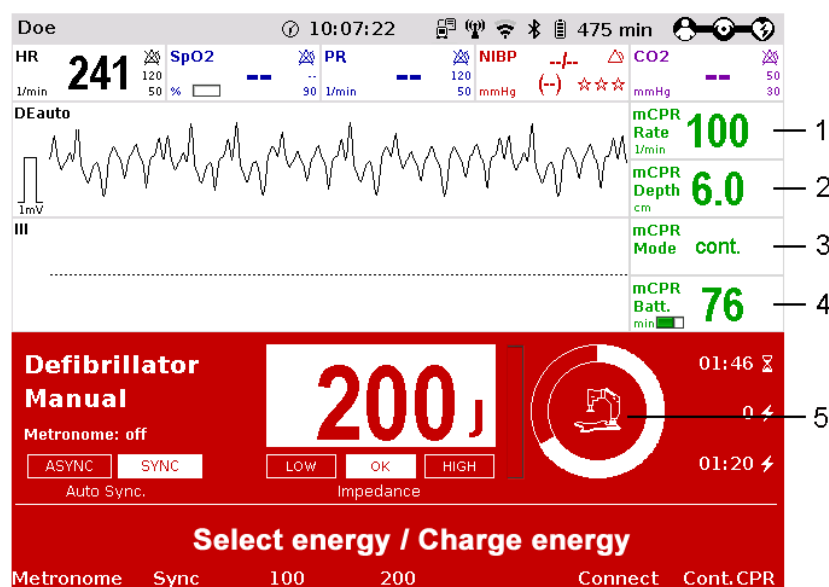 Doe 10:07:22 475 min
HR 241 120 50 1/min
SpO2 -- -- 90 %
PR -- 120 50 1/min
NIBP --/-- (--) mmHg
CO2 -- 50 30 mmHg
DEauto
1mV
mCPR Rate 1/min 100
1
mCPR Depth cm 6.0
2
III
mCPR Mode cont.
3
mCPR Batt. min 76
4
Defibrillator
Manual
Metronome: off
ASYNC SYNC
Auto Sync.
200 J
LOW OK HIGH
Impedance
01:46
0
5
01:20
Select energy / Charge energy
Metronome Sync 100 200 Connect Cont.CPR